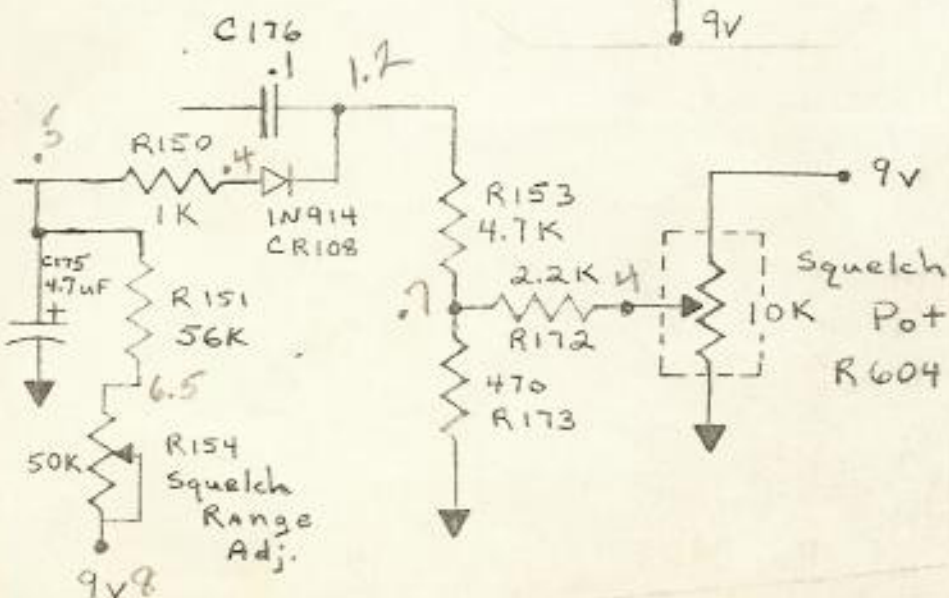 9V
C176
.1
1.2
R150
.4
1K
1N914
CR108
C175
4.7uF
+
R151
56K
6.5
50K
R154
Squelch
Range
Adj.
9v
R153
4.7K
.7
2.2K
4
R172
470
R173
9v
Squelch
10K
Pot
R604